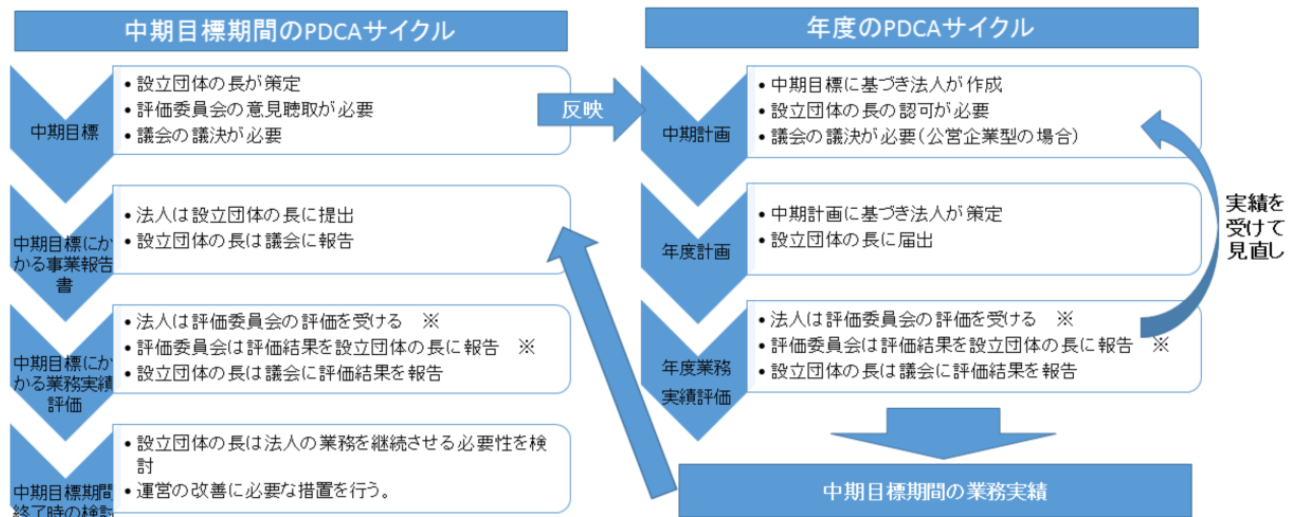 中期目標期間のPDCAサイクル
中期目標
• 設立団体の長が策定
• 評価委員会の意見聴取が必要
• 議会の議決が必要
中期目標にか
かる事業報告
書
• 法人は設立団体の長に提出
• 設立団体の長は議会に報告
中期目標にか
かる業務実績
評価
• 法人は評価委員会の評価を受ける ※
• 評価委員会は評価結果を設立団体の長に報告 ※
• 設立団体の長は議会に評価結果を報告
中期目標期間
終了時の検討
• 設立団体の長は法人の業務を継続させる必要性を検
討
• 運営の改善に必要な措置を行う。
反映
年度のPDCAサイクル
中期計画
• 中期目標に基づき法人が作成
• 設立団体の長の認可が必要
• 議会の議決が必要(公営企業型の場合)
年度計画
• 中期計画に基づき法人が策定
• 設立団体の長に届出
年度業務
実績評価
• 法人は評価委員会の評価を受ける ※
• 評価委員会は評価結果を設立団体の長に報告 ※
• 設立団体の長は議会に評価結果を報告
実績を
受けて
見直し
中期目標期間の業務実績